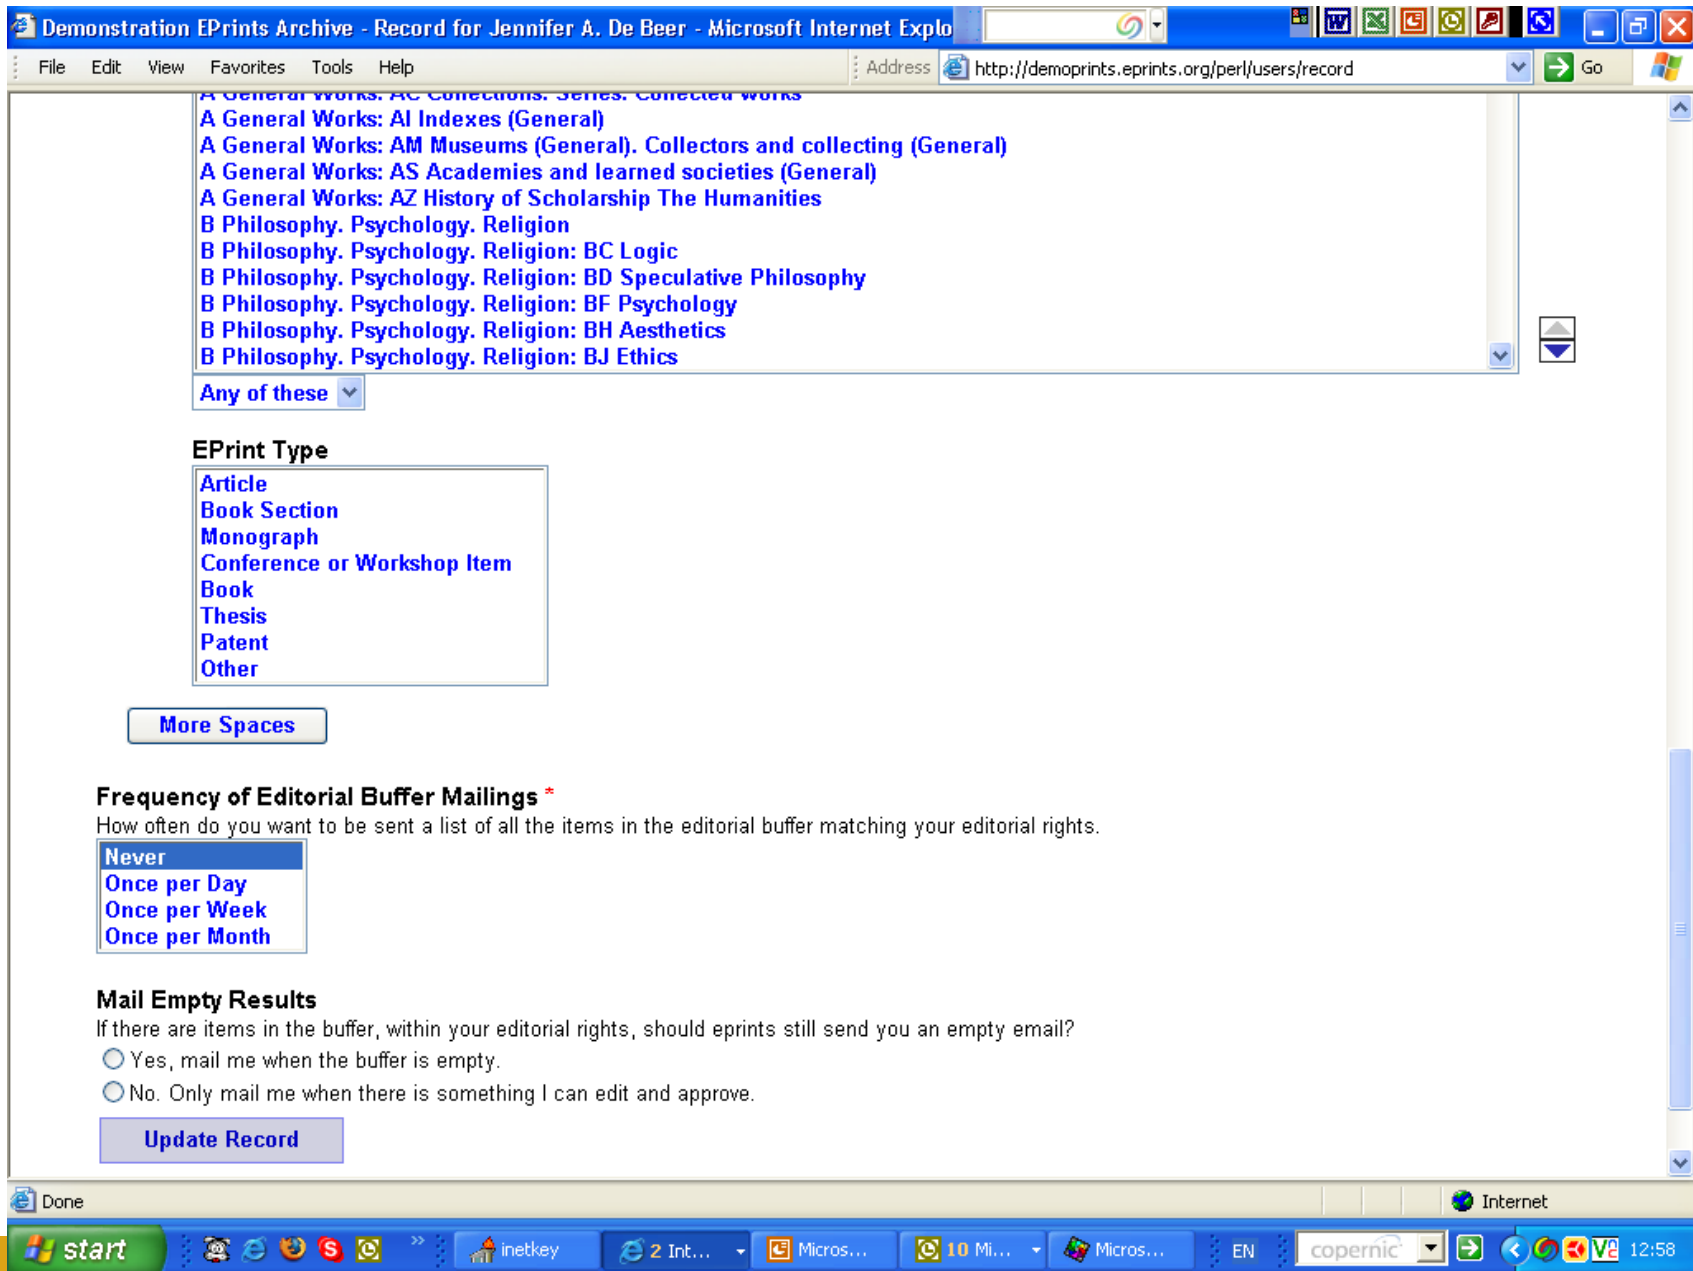 Demonstration EPrints Archive - Record for Jennifer A. De Beer - Microsoft Internet Explo
File Edit View Favorites Tools Help
Address http://demoprints.eprints.org/perl/users/record Go
A General Works: AC Collections. Series. Collected works
A General Works: AI Indexes (General)
A General Works: AM Museums (General). Collectors and collecting (General)
A General Works: AS Academies and learned societies (General)
A General Works: AZ History of Scholarship The Humanities
B Philosophy. Psychology. Religion
B Philosophy. Psychology. Religion: BC Logic
B Philosophy. Psychology. Religion: BD Speculative Philosophy
B Philosophy. Psychology. Religion: BF Psychology
B Philosophy. Psychology. Religion: BH Aesthetics
B Philosophy. Psychology. Religion: BJ Ethics
Any of these
EPrint Type
Article
Book Section
Monograph
Conference or Workshop Item
Book
Thesis
Patent
Other
More Spaces
Frequency of Editorial Buffer Mailings *
How often do you want to be sent a list of all the items in the editorial buffer matching your editorial rights.
Never
Once per Day
Once per Week
Once per Month
Mail Empty Results
If there are items in the buffer, within your editorial rights, should eprints still send you an empty email?
Yes, mail me when the buffer is empty.
No. Only mail me when there is something I can edit and approve.
Update Record
Done
Internet
start inetkey 2 Int... Micros... 10 Mi... Micros... EN copernic 12:58